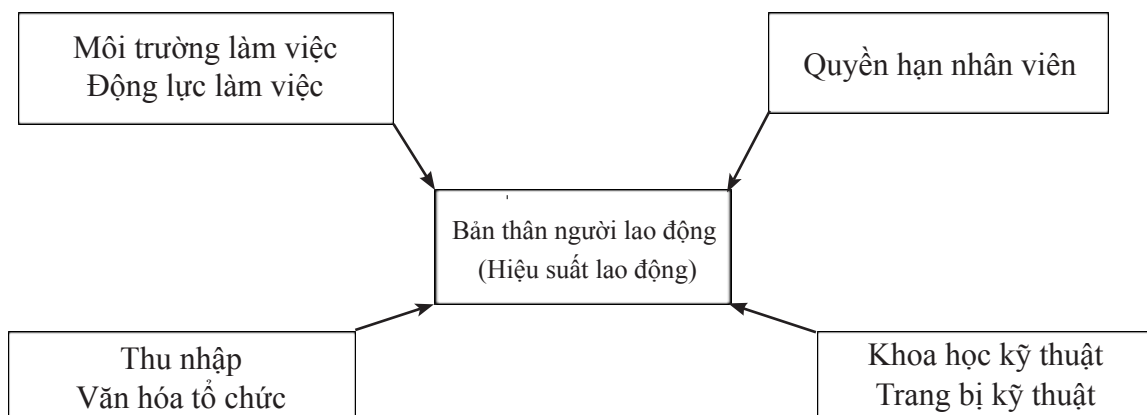 Môi trường làm việc
Động lực làm việc
Quyền hạn nhân viên
Bản thân người lao động
(Hiệu suất lao động)
Thu nhập
Văn hóa tổ chức
Khoa học kỹ thuật
Trang bị kỹ thuật